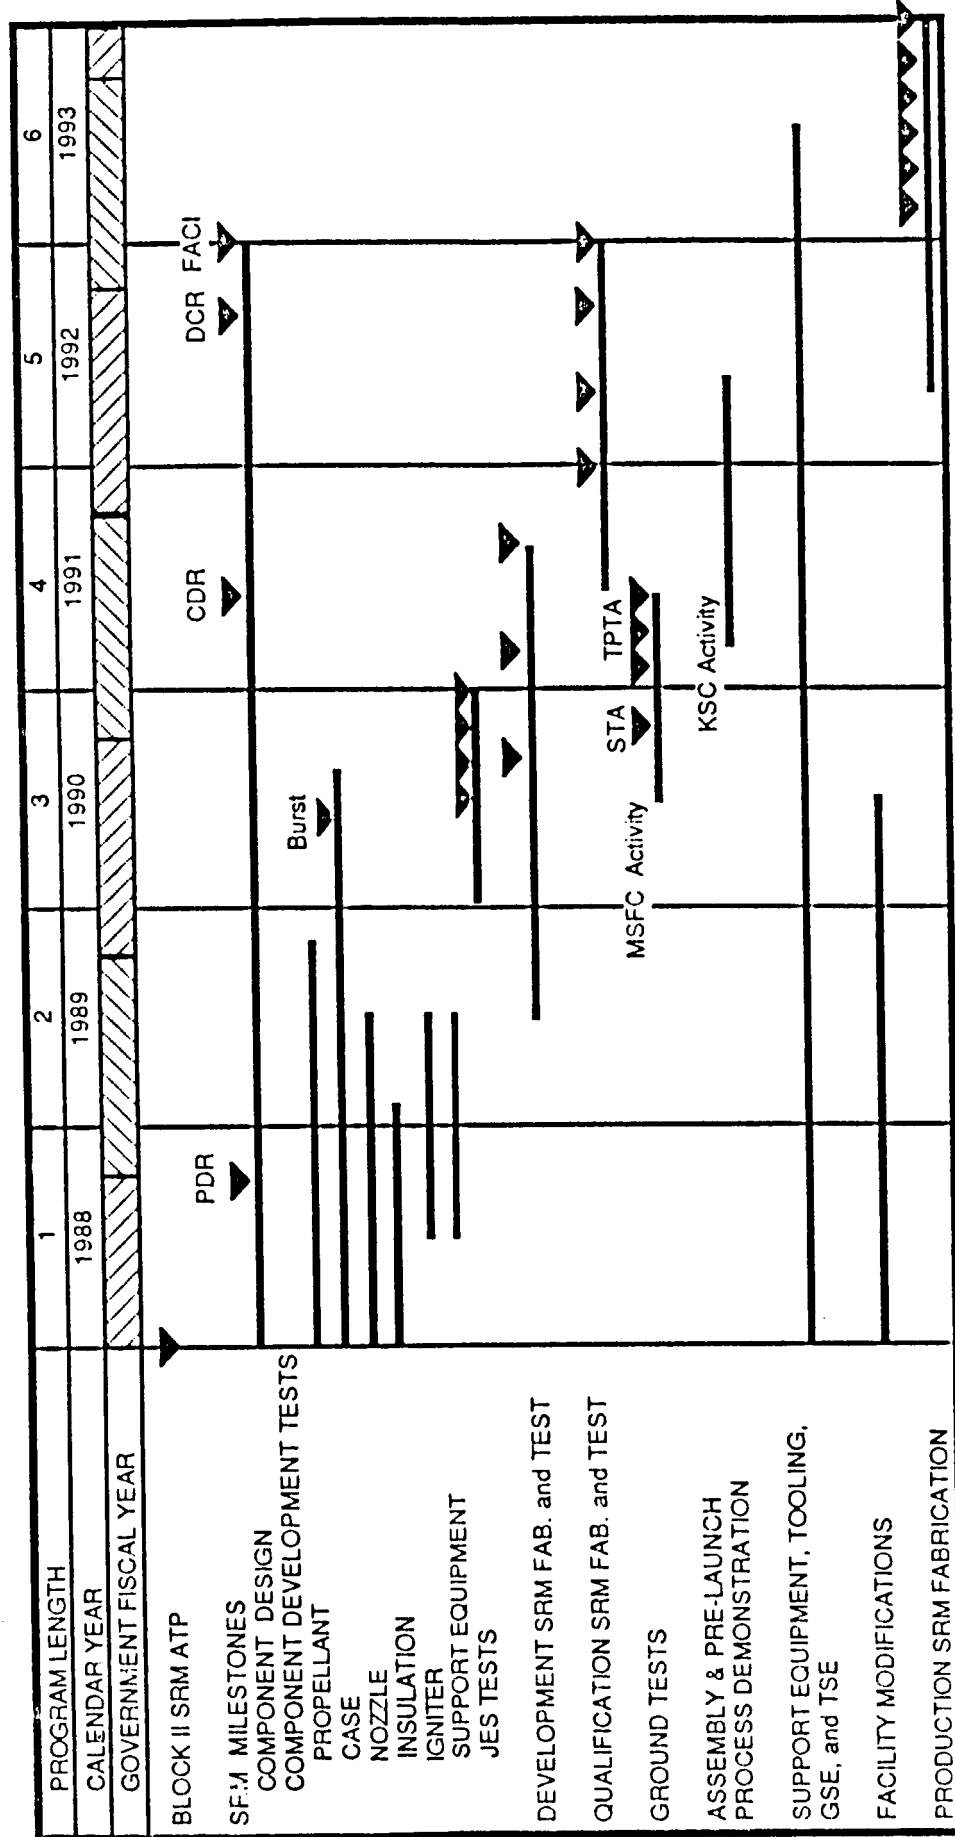 PROGRAM LENGTH 1 2 3 4 5 6
CALENDAR YEAR 1988 1989 1990 1991 1992 1993
GOVERNMENT FISCAL YEAR
BLOCK II SRM ATP
SRM MILESTONES PDR CDR DCR FACI
COMPONENT DESIGN
COMPONENT DEVELOPMENT TESTS
PROPELLANT
CASE Burst
NOZZLE
INSULATION
IGNITER
SUPPORT EQUIPMENT
JES TESTS
DEVELOPMENT SRM FAB. and TEST
QUALIFICATION SRM FAB. and TEST
STA TPTA
MSFC Activity
GROUND TESTS
KSC Activity
ASSEMBLY & PRE-LAUNCH
PROCESS DEMONSTRATION
SUPPORT EQUIPMENT, TOOLING,
GSE, and TSE
FACILITY MODIFICATIONS
PRODUCTION SRM FABRICATION